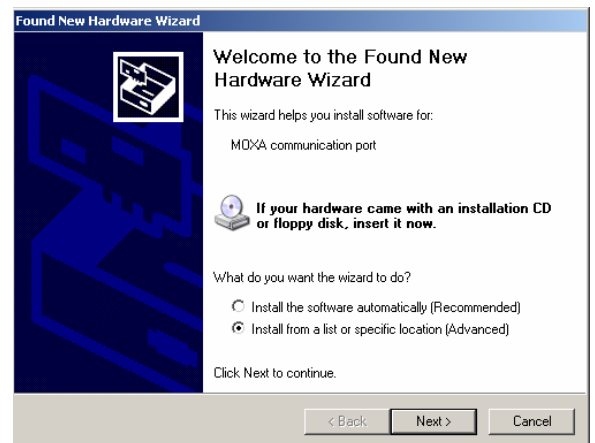 Found New Hardware Wizard
Welcome to the Found New
Hardware Wizard
This wizard helps you install software for:
MOXA communication port
If your hardware came with an installation CD
or floppy disk, insert it now.
What do you want the wizard to do?
Install the software automatically (Recommended)
Install from a list or specific location (Advanced)
Click Next to continue.
< Back
Next >
Cancel